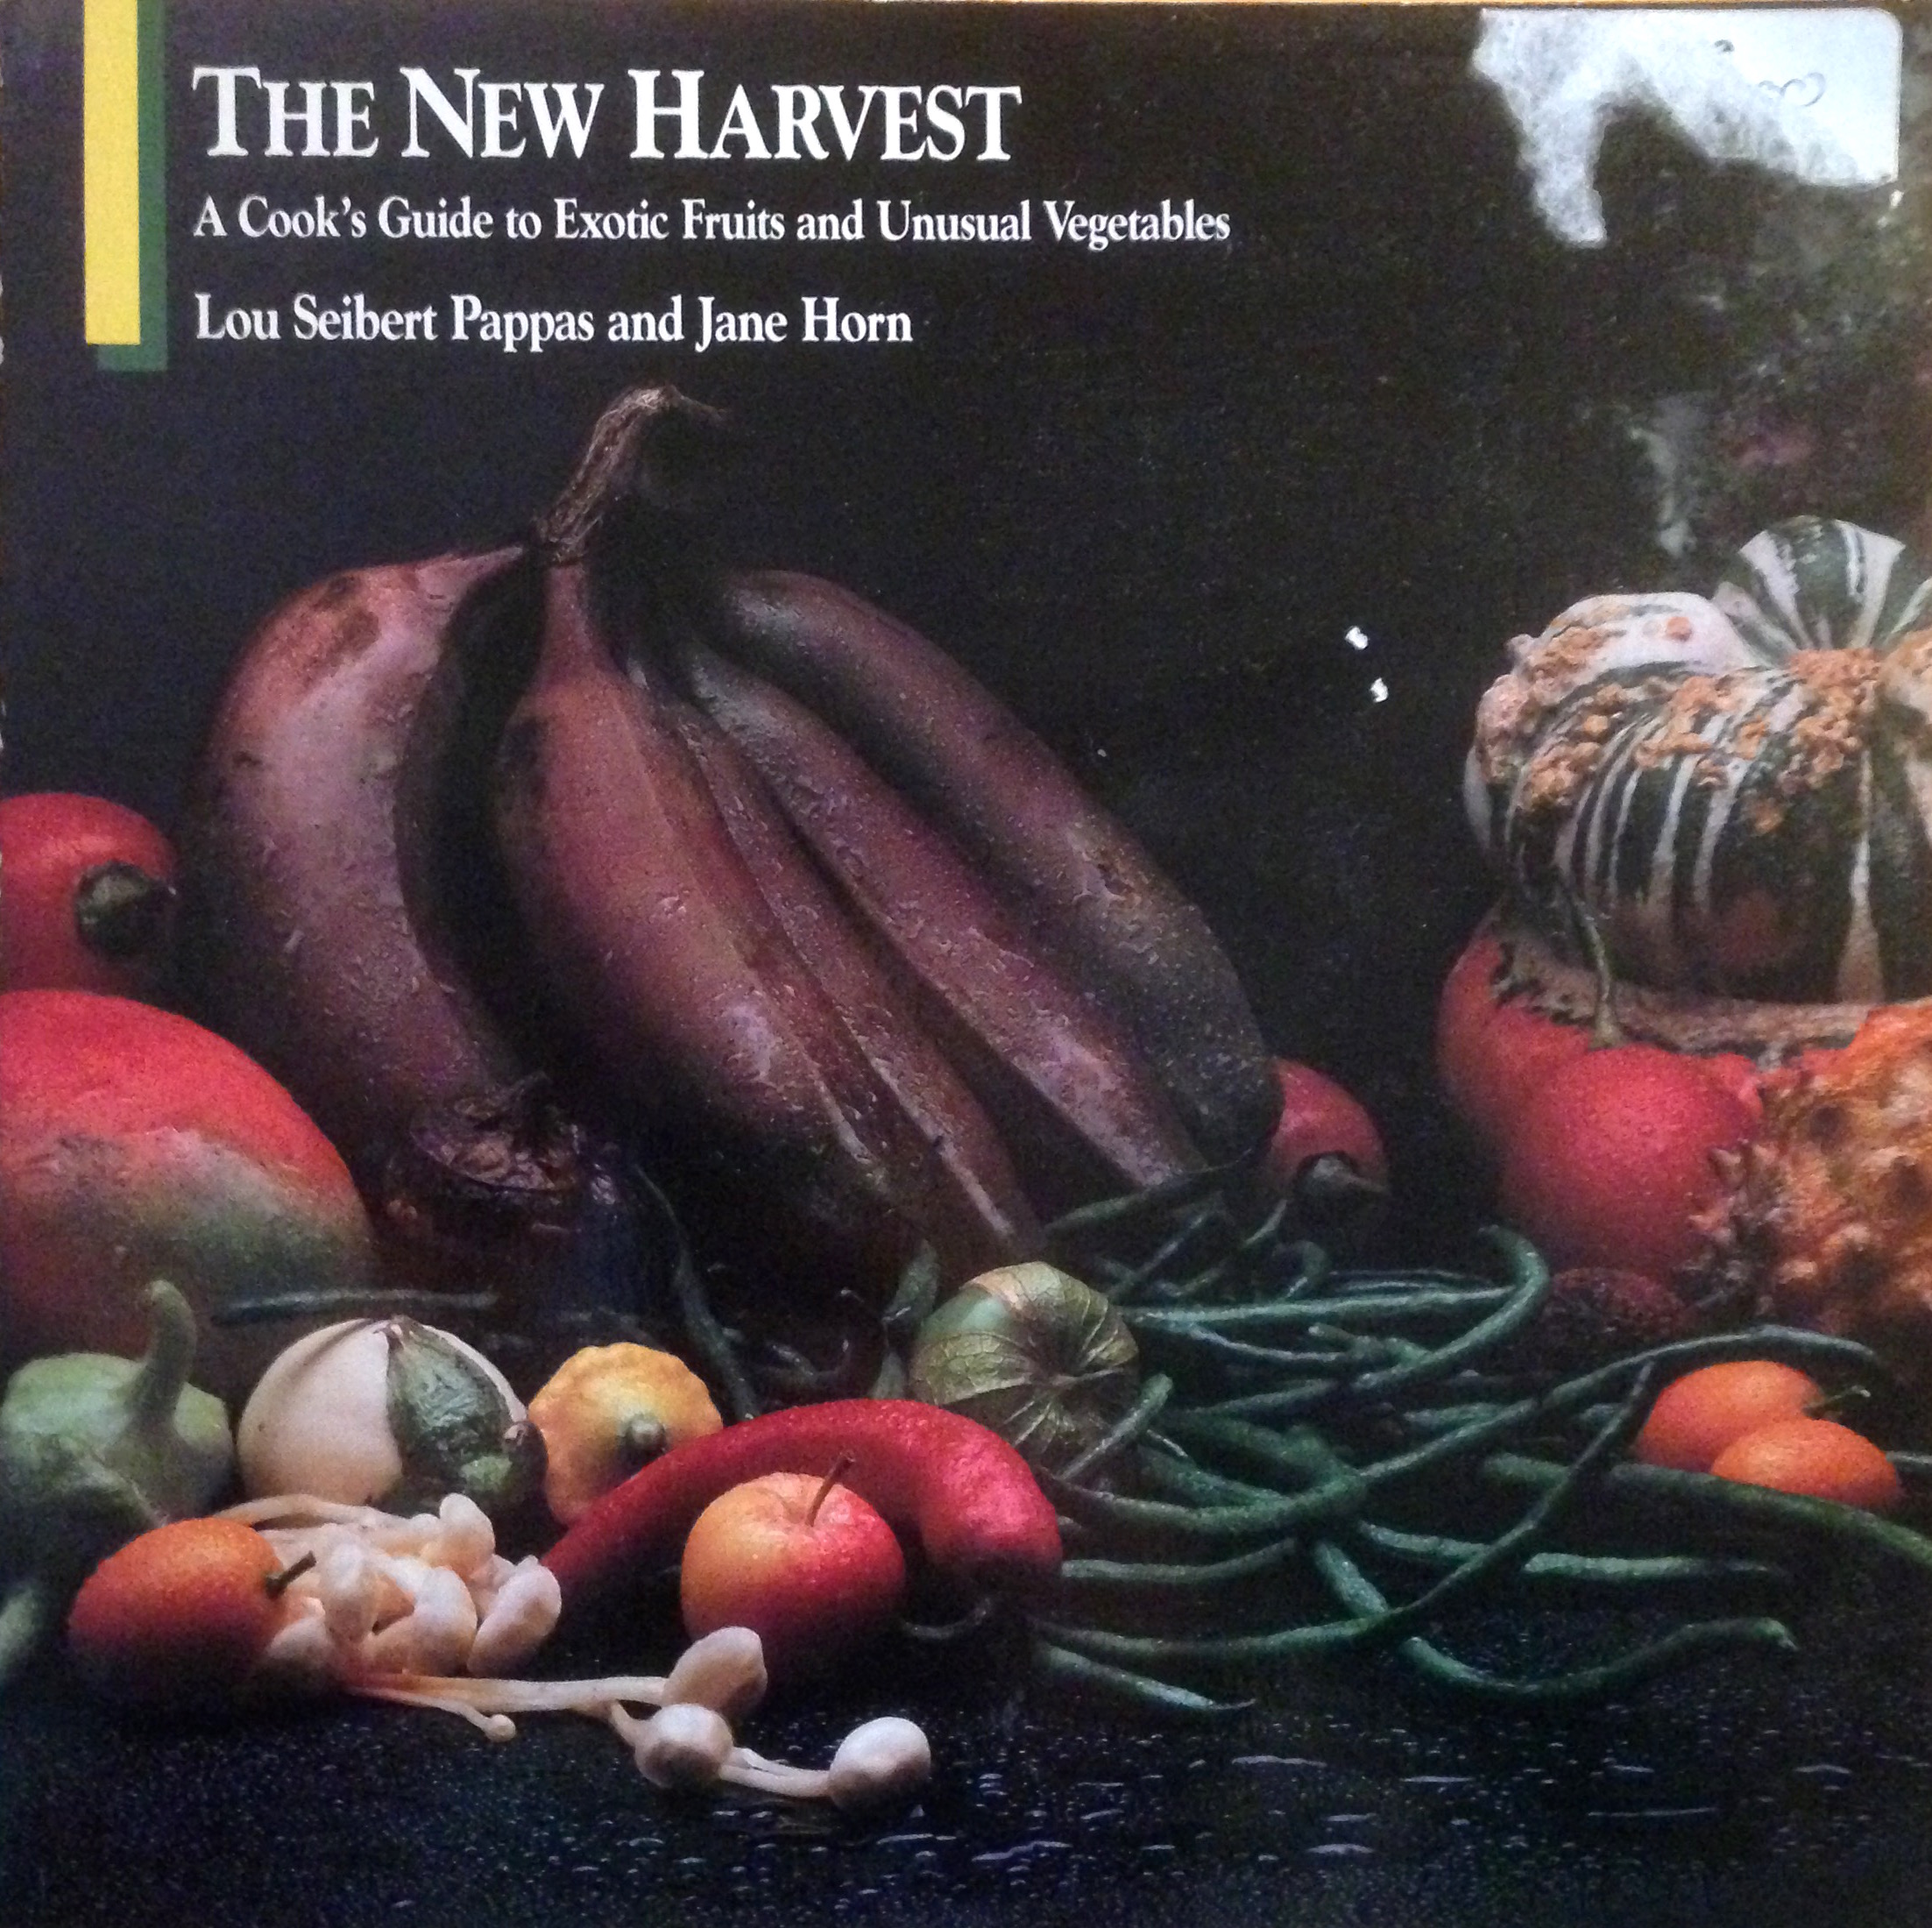 THE NEW HARVEST
A Cook's Guide to Exotic Fruits and Unusual Vegetables
Lou Seibert Pappas and Jane Horn